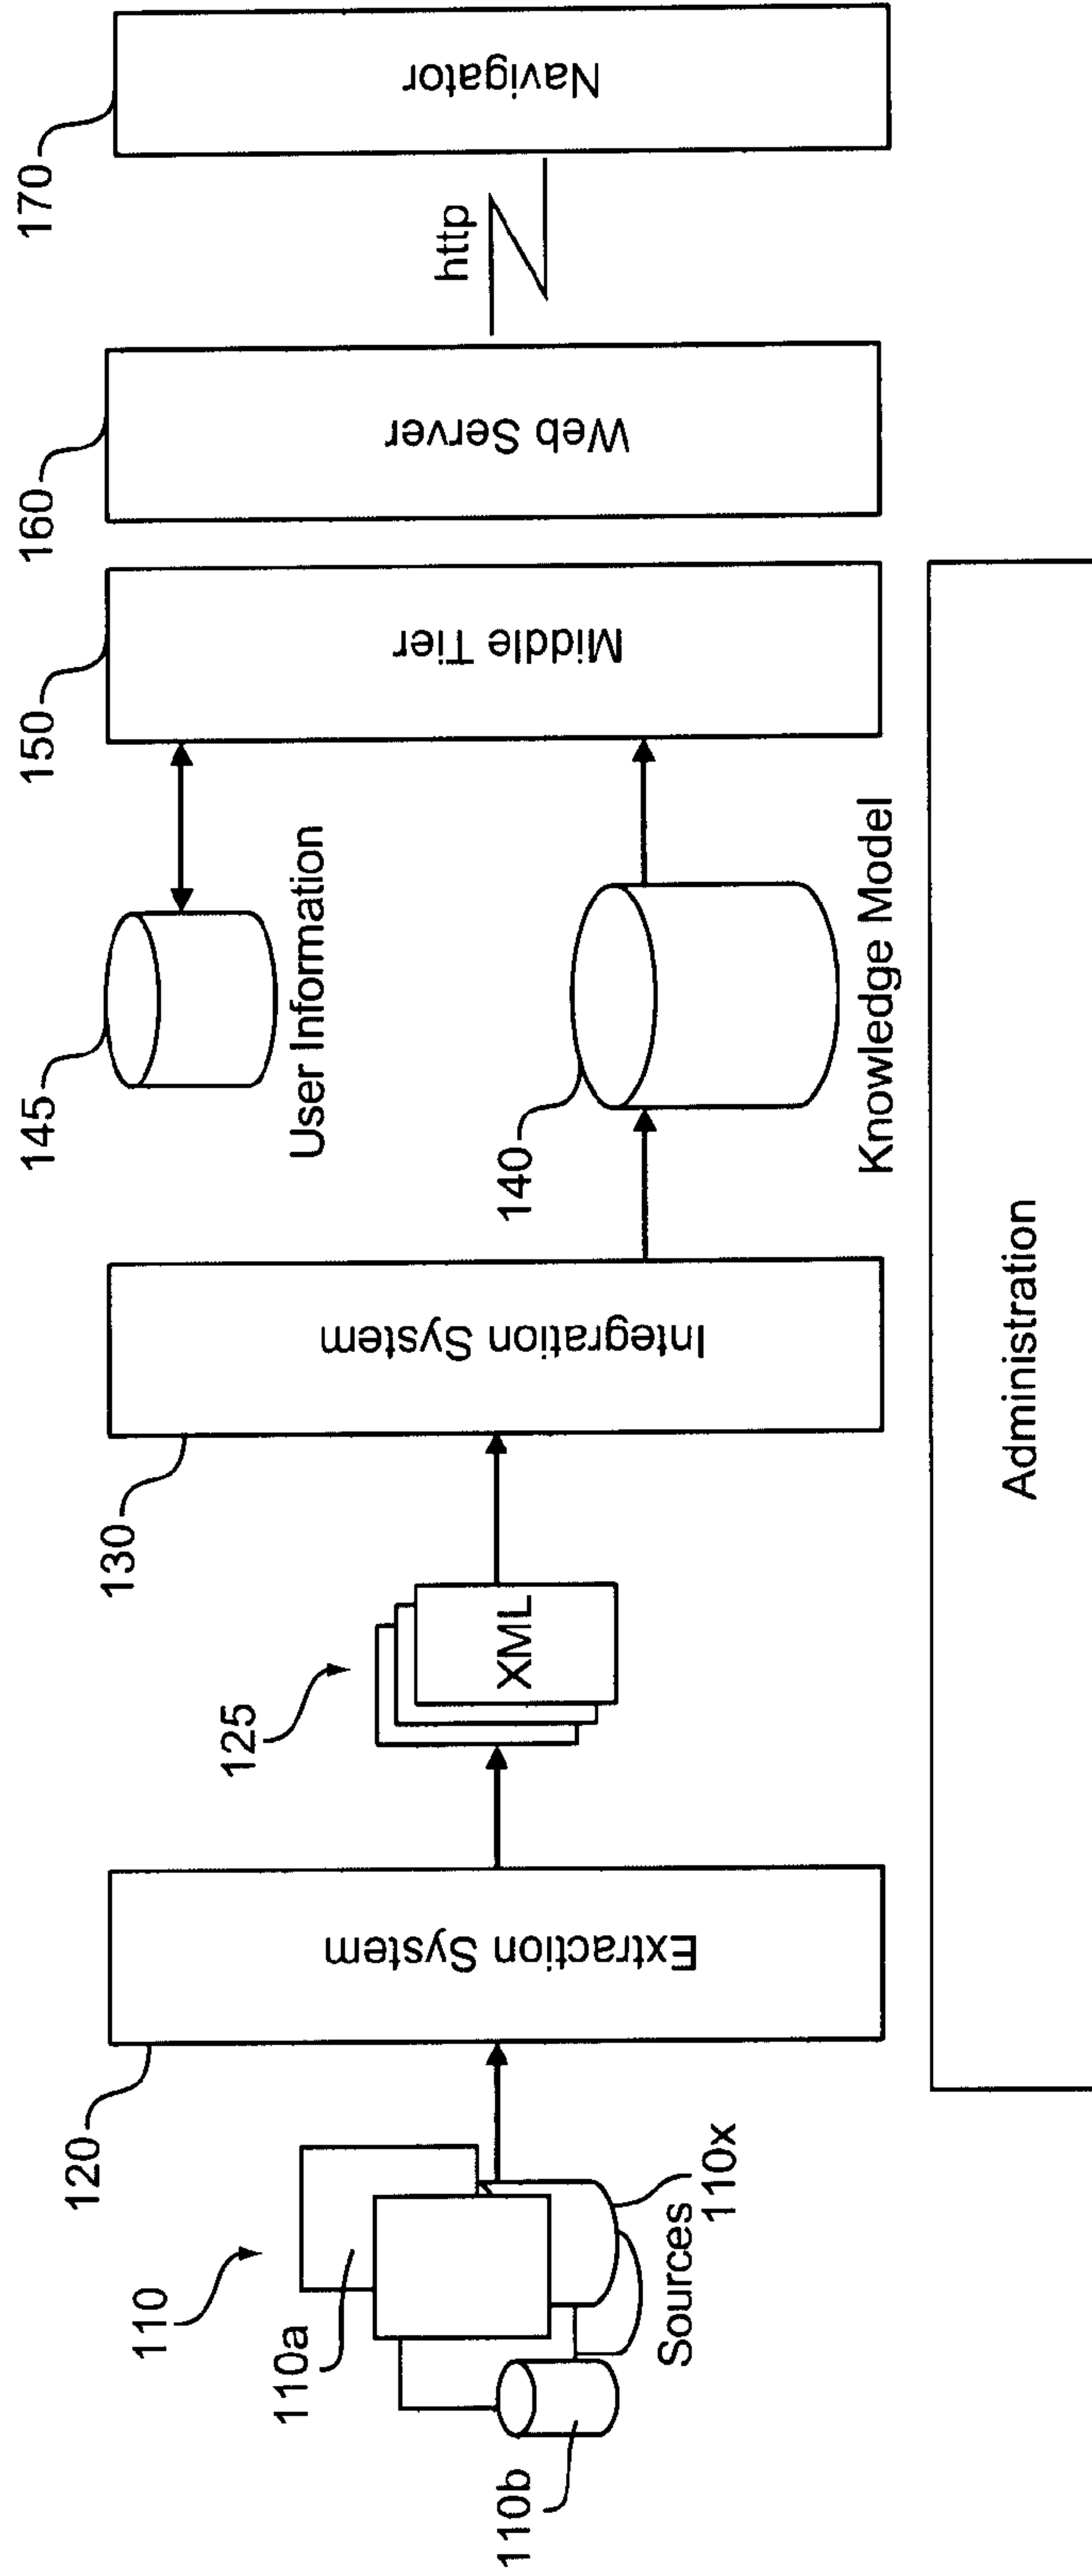 110
110a
110b
110x
Sources
120
Extraction System
125
XML
130
Integration System
140
Knowledge Model
145
User Information
150
Middle Tier
160
Web Server
http
170
Navigator
Administration